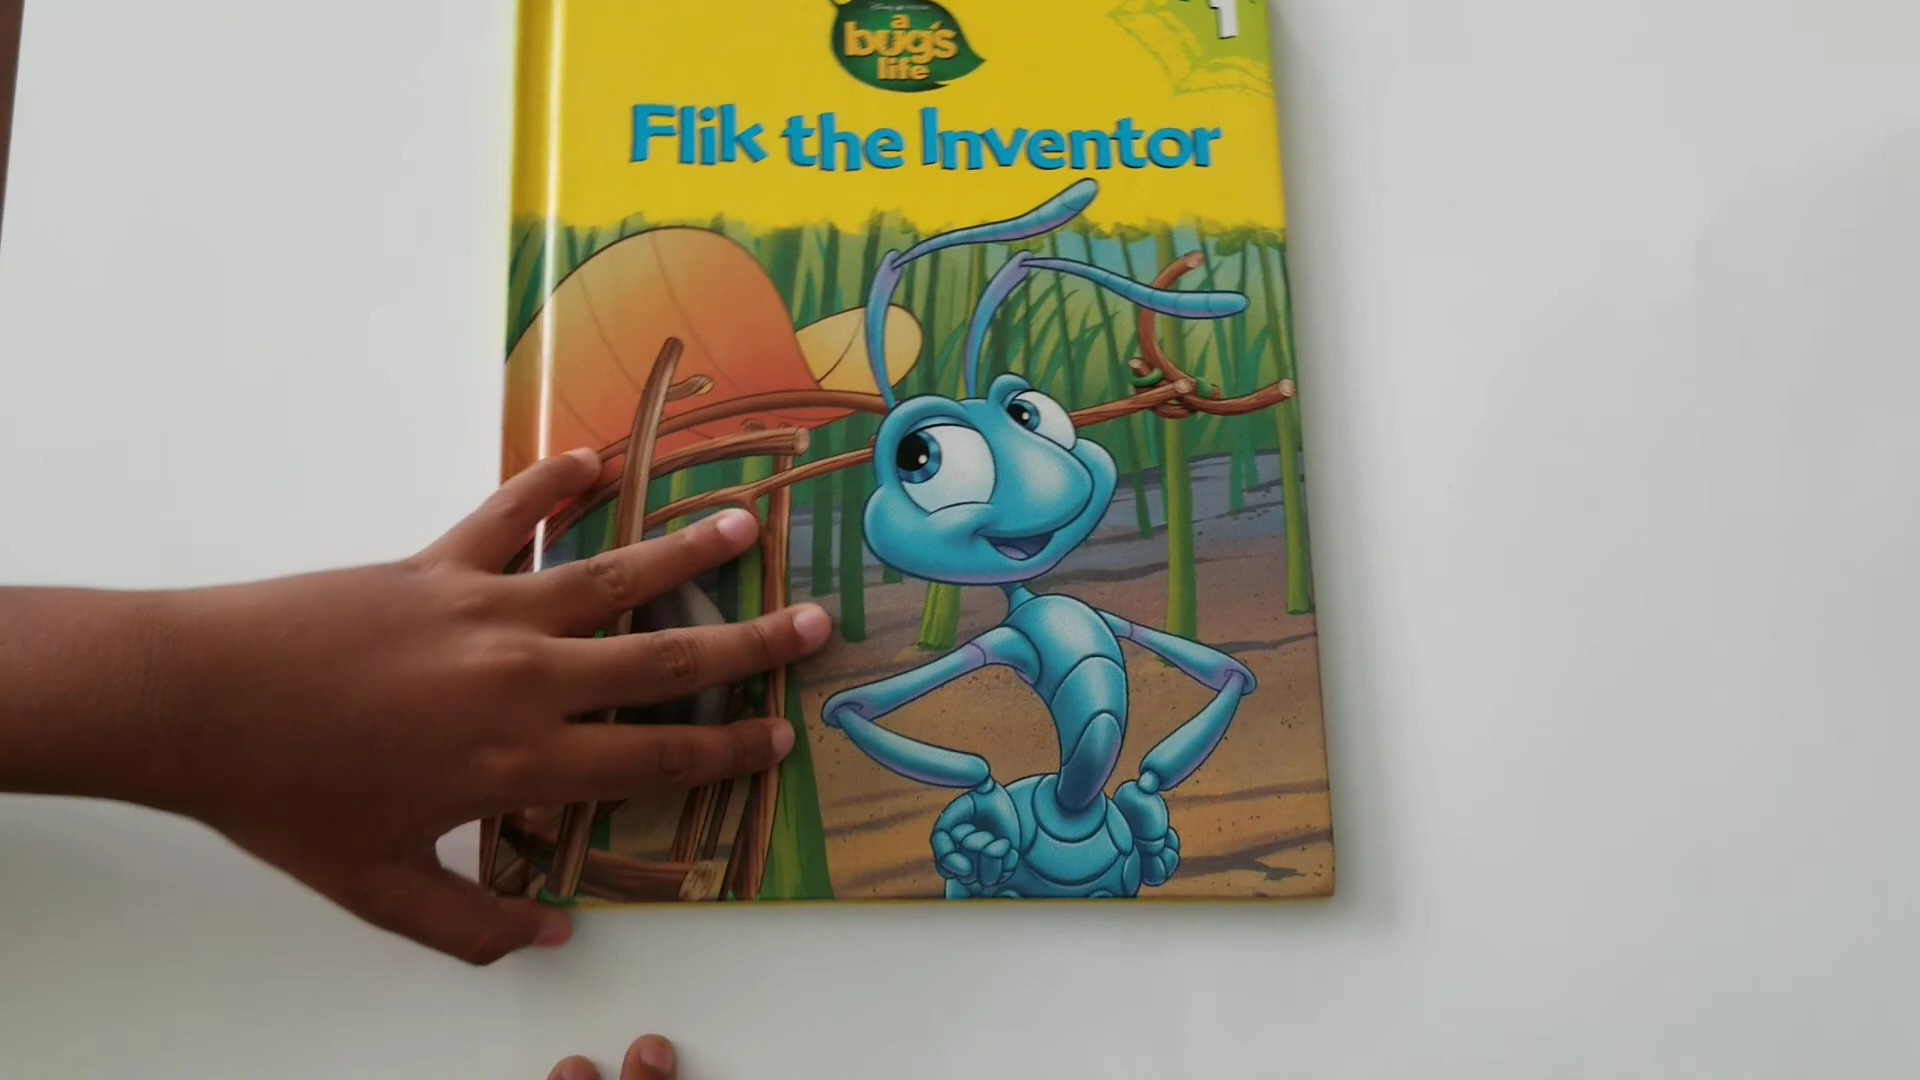 a
bug's
life
1
Flik the Inventor